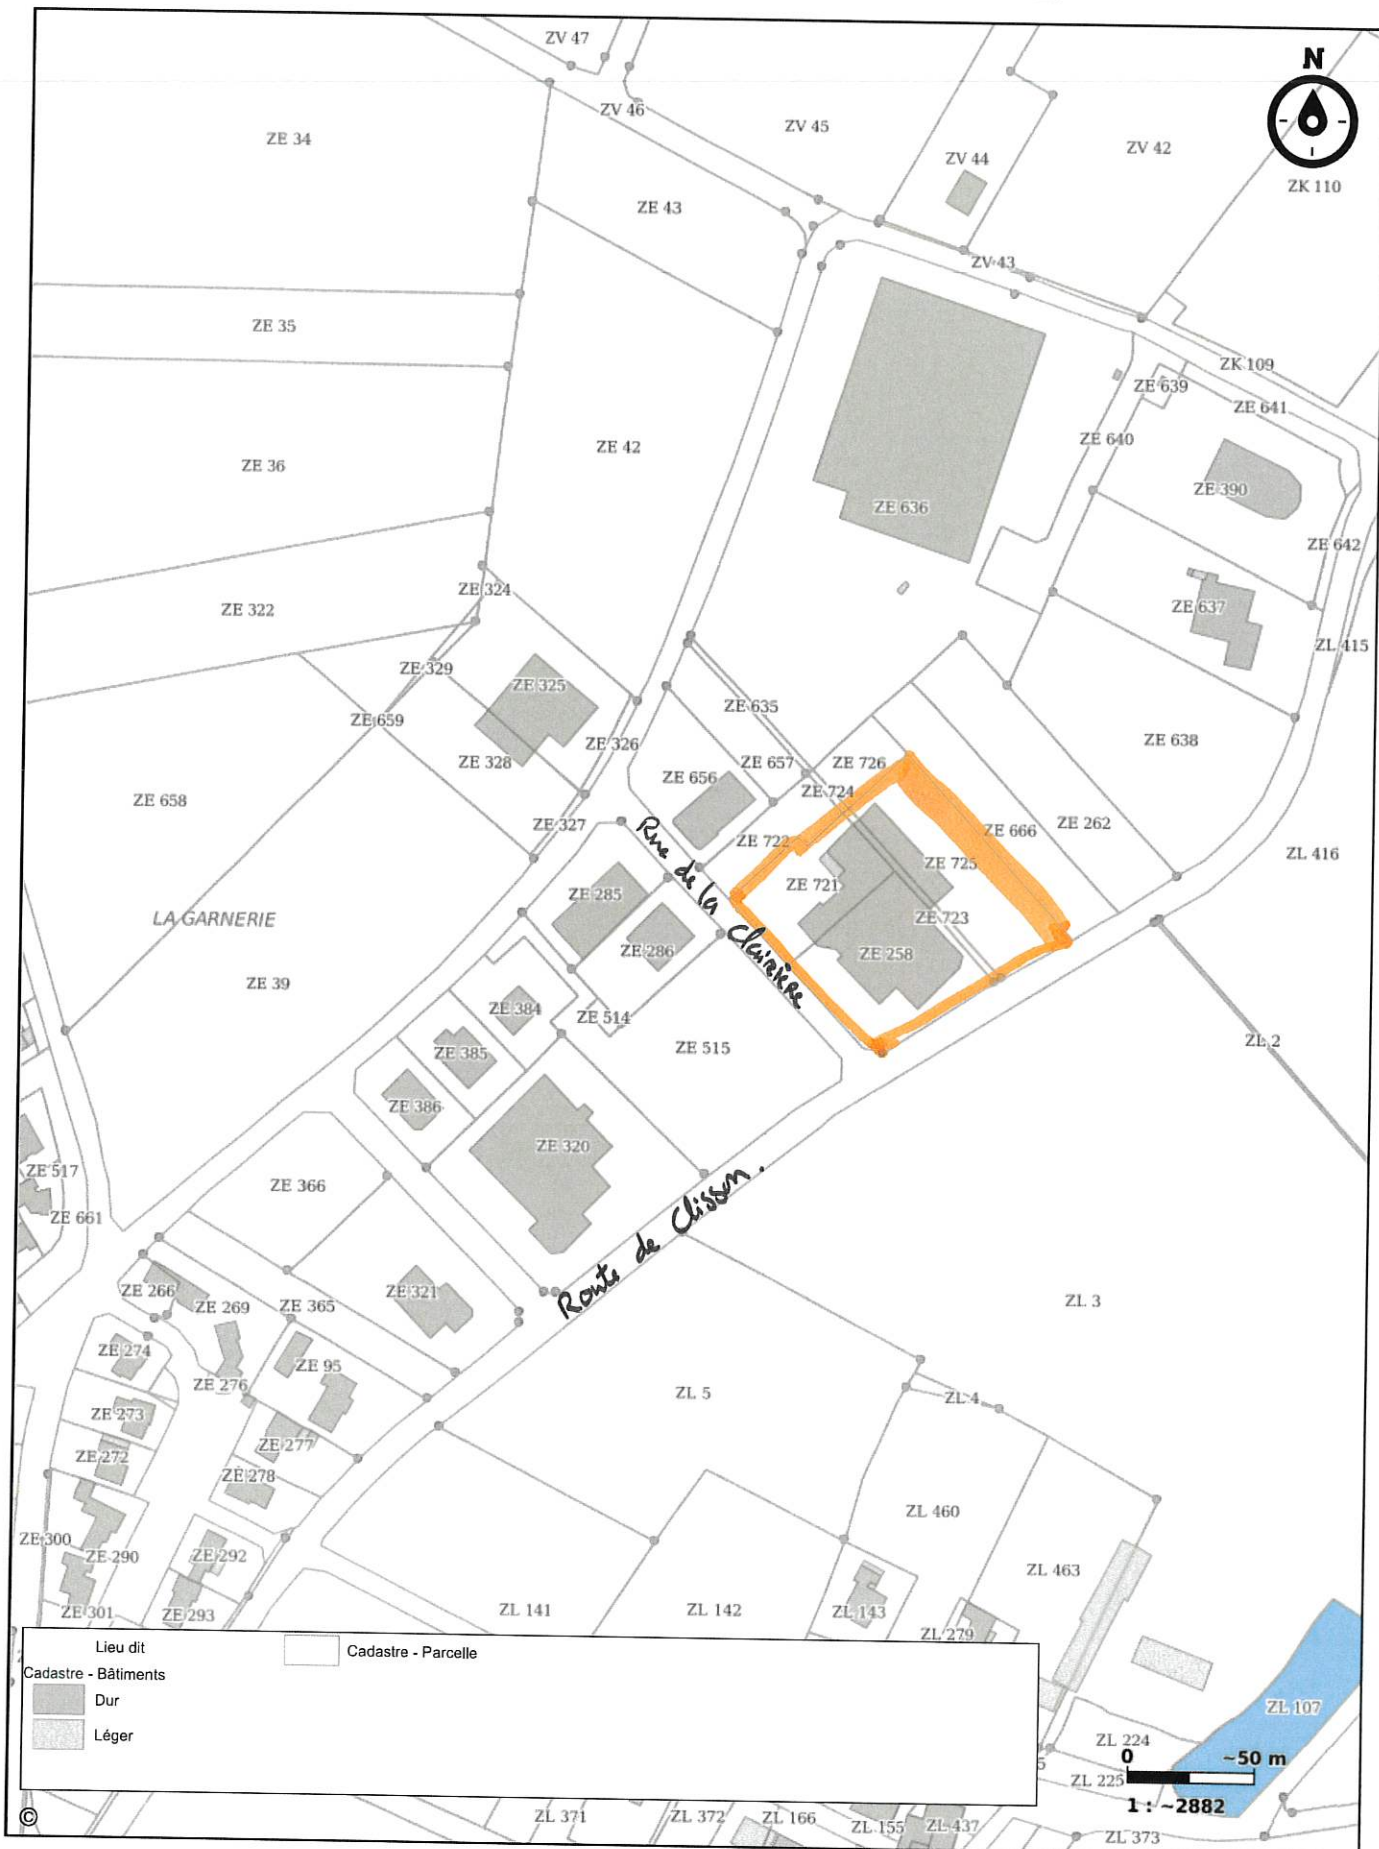 ZV 47
N
ZV 46
ZE 34
ZV 45
ZV 42
ZV 44
ZK 110
ZE 43
ZV 43
ZE 35
ZK 109
ZE 639
ZE 641
ZE 640
ZE 42
ZE 36
ZE 390
ZE 636
ZE 642
ZE 324
ZE 322
ZE 637
ZL 415
ZE 329
ZE 325
ZE 635
ZE 659
ZE 326
ZE 638
ZE 328
ZE 657
ZE 726
ZE 656
ZE 724
ZE 658
ZE 327
ZE 666
ZE 262
ZE 722
ZL 416
ZE 725
Rue de la Clairière
ZE 721
ZE 285
LA GARNERIE
ZE 723
ZE 286
ZE 258
ZE 39
ZE 384
ZE 514
ZL 2
ZE 515
ZE 385
ZE 386
ZE 320
ZE 517
ZE 366
ZE 661
Route de Clisson.
ZE 266
ZE 321
ZE 269
ZE 365
ZL 3
ZE 274
ZE 95
ZE 276
ZL 5
ZL 4
ZE 273
ZE 277
ZE 272
ZE 278
ZL 460
ZE 300
ZE 290
ZE 292
ZL 463
ZE 301
ZE 293
ZL 141
ZL 142
ZL 143
ZL 279
Lieu dit
Cadastre - Parcelle
Cadastre - Bâtiments
Dur
Léger
ZL 107
ZL 224
0 ~50 m
ZL 225
1 : ~2882
©
ZL 371
ZL 372
ZL 166
ZL 155
ZL 437
ZL 373